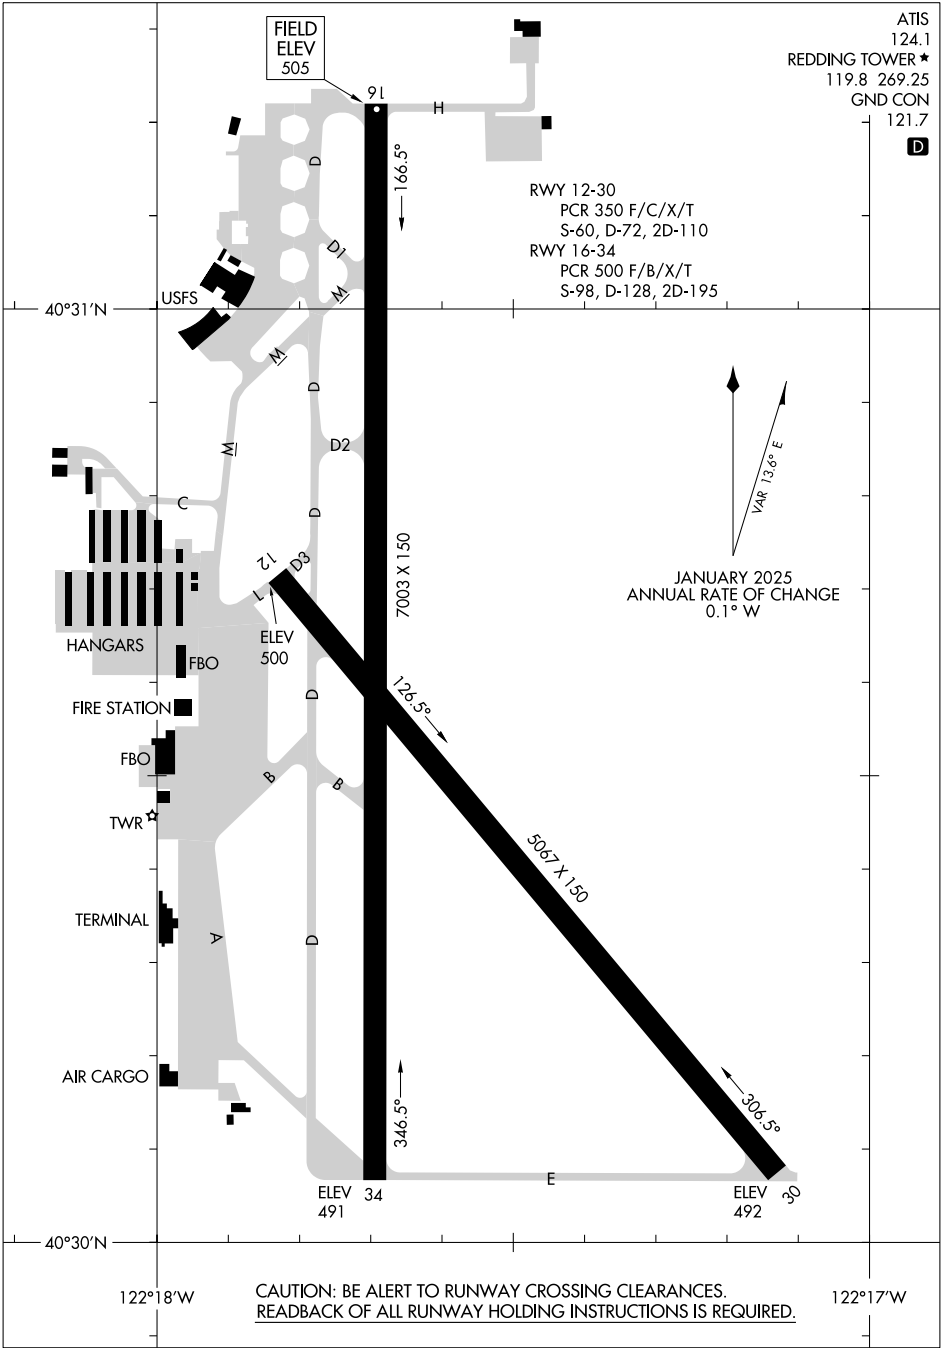 ATIS
124.1
REDDING TOWER ★
119.8 269.25
GND CON
121.7
D
FIELD
ELEV
505
16
H
D
166.5°
RWY 12-30
PCR 350 F/C/X/T
S-60, D-72, 2D-110
RWY 16-34
PCR 500 F/B/X/T
S-98, D-128, 2D-195
D1
W
USFS
40°31'N
W
D
W
D2
VAR 13.6° E
C
D
7003 X 150
12
D3
L
JANUARY 2025
ANNUAL RATE OF CHANGE
0.1° W
ELEV
500
HANGARS
FBO
D
126.5°
FIRE STATION
FBO
B
B
TWR
5067 X 150
TERMINAL
A
D
AIR CARGO
346.5°
306.5°
E
ELEV
491
34
ELEV
492
30
40°30'N
122°18'W
122°17'W
CAUTION: BE ALERT TO RUNWAY CROSSING CLEARANCES.
READBACK OF ALL RUNWAY HOLDING INSTRUCTIONS IS REQUIRED.